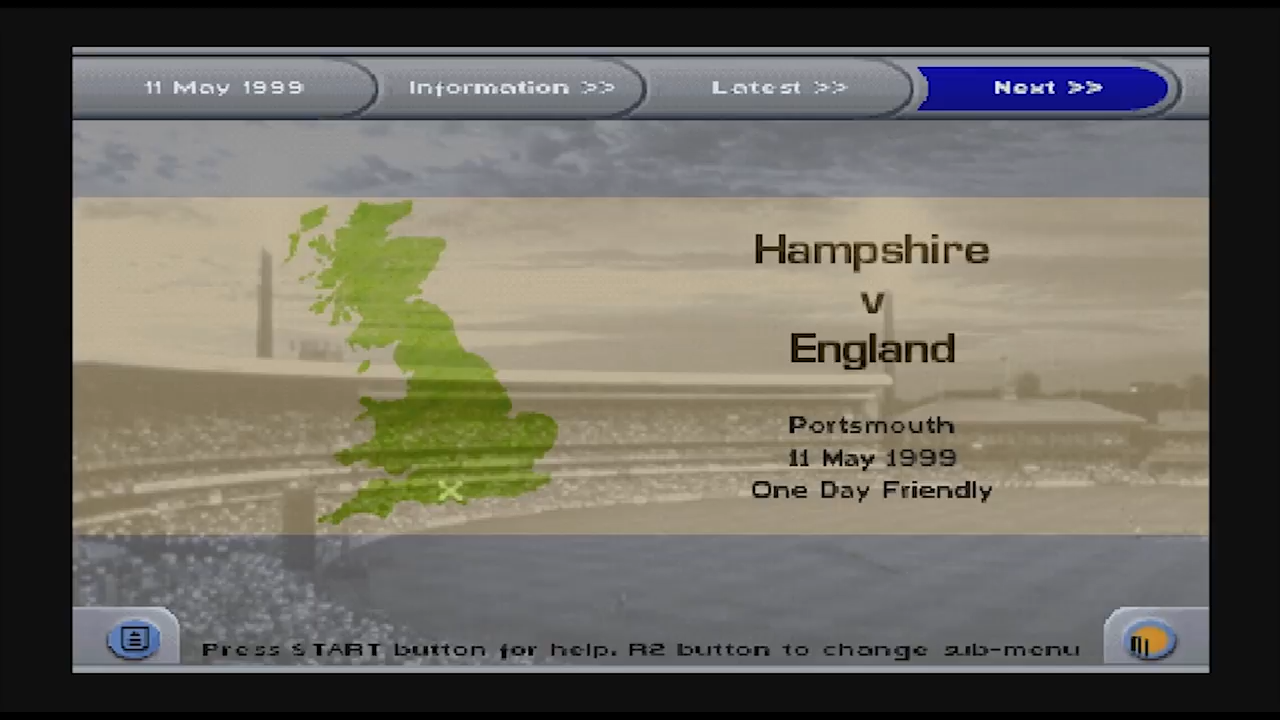 11 May 1999
Information >>
Latest >>
Next >>
Hampshire
v
England
Portsmouth
11 May 1999
One Day Friendly
Press START button for help. R2 button to change sub-menu